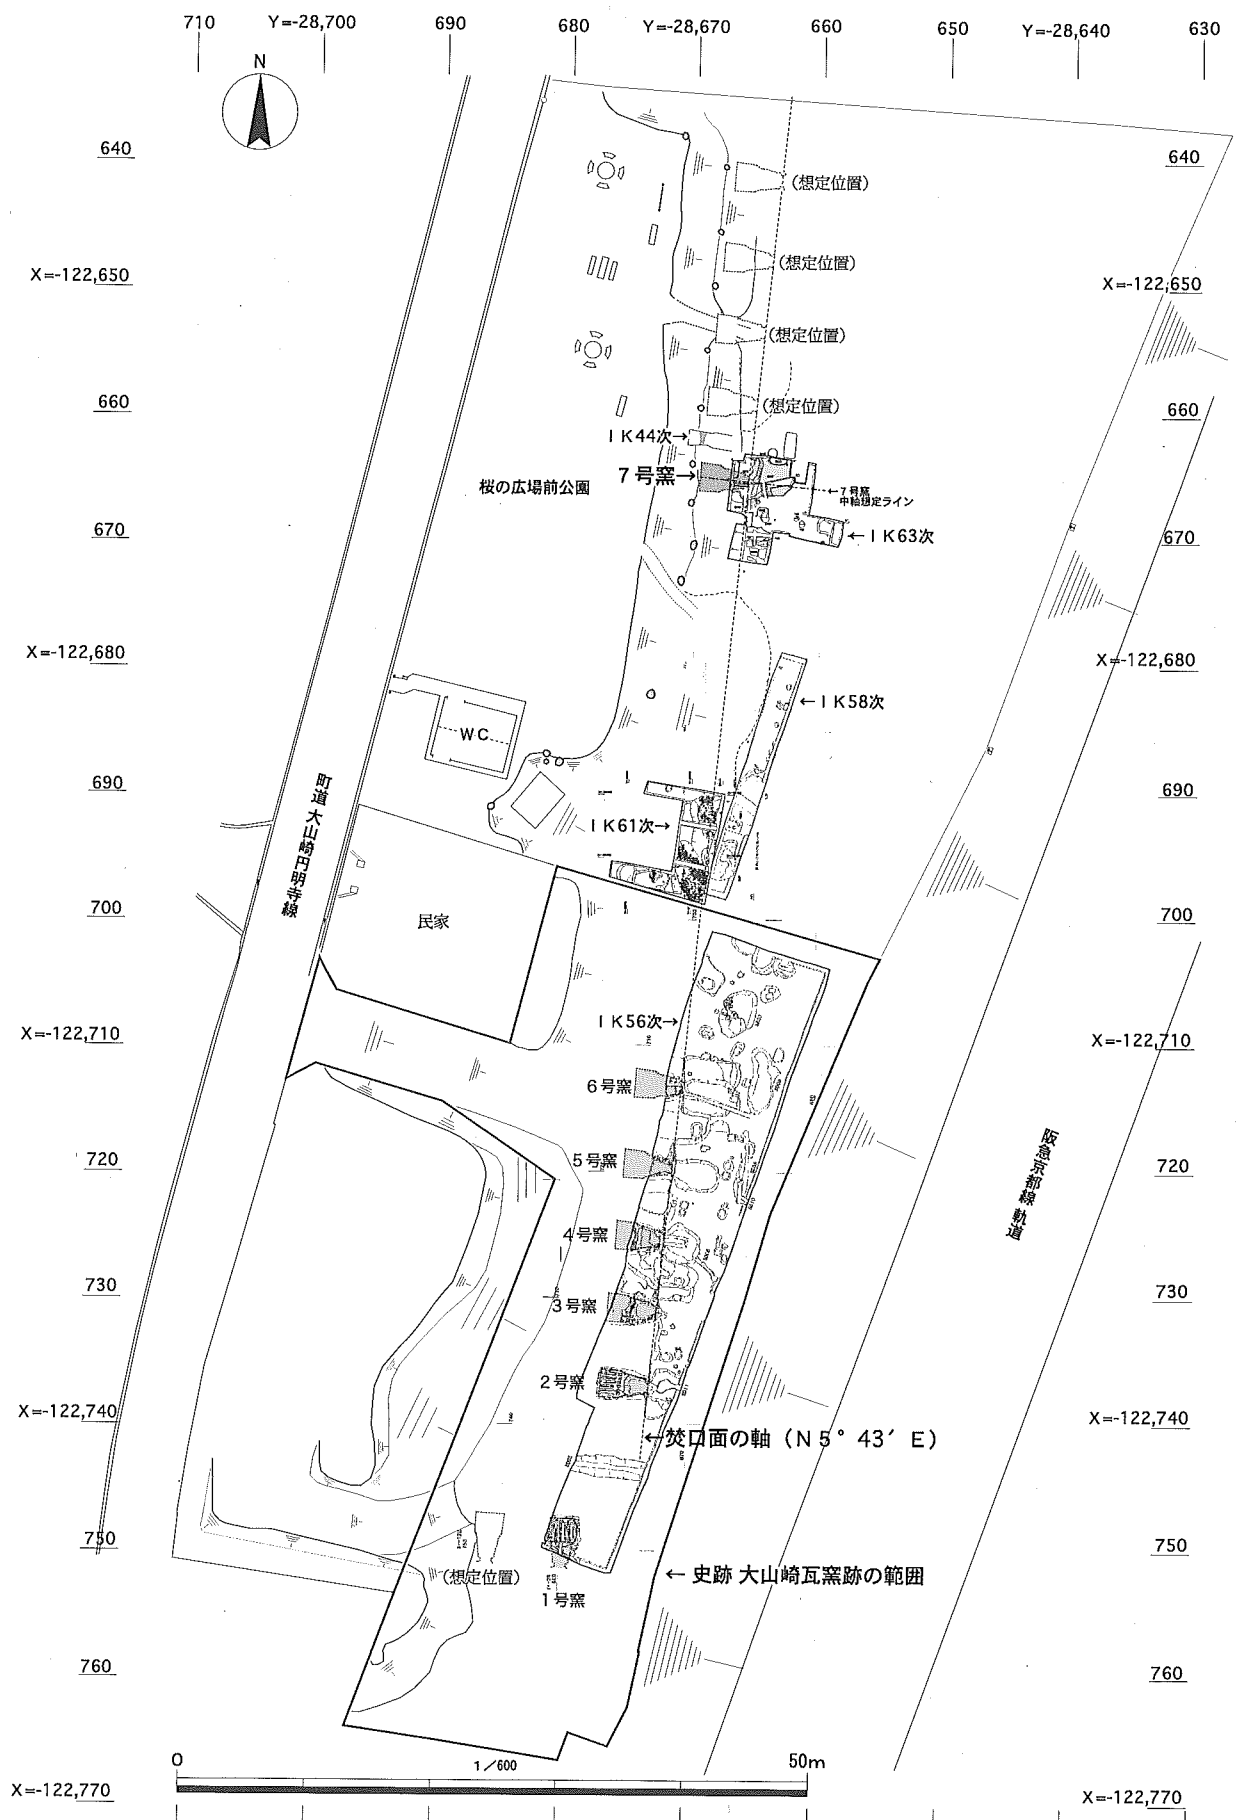 710 Y=-28,700 690 680 Y=-28,670 660 650 Y=-28,640 630
N
640 640
(想定位置)
(想定位置)
X=-122,650 X=-122,650
(想定位置)
660 (想定位置) 660
ⅠK44次→
7号窯→
桜の広場前公園
←7号窯
中軸想定ライン
670 ←ⅠK63次 670
X=-122,680 X=-122,680
←ⅠK58次
WC
690 690
町道 大山崎円明寺線
ⅠK61次→
700 700
民家
ⅠK56次→
X=-122,710 X=-122,710
6号窯
阪急京都線 軌道
720 5号窯 720
4号窯
730 3号窯 730
2号窯
X=-122,740 X=-122,740
←焚口面の軸(N5°43′E)
750 750
(想定位置)
←史跡 大山崎瓦窯跡の範囲
1号窯
760 760
0 1/600 50m
X=-122,770 X=-122,770